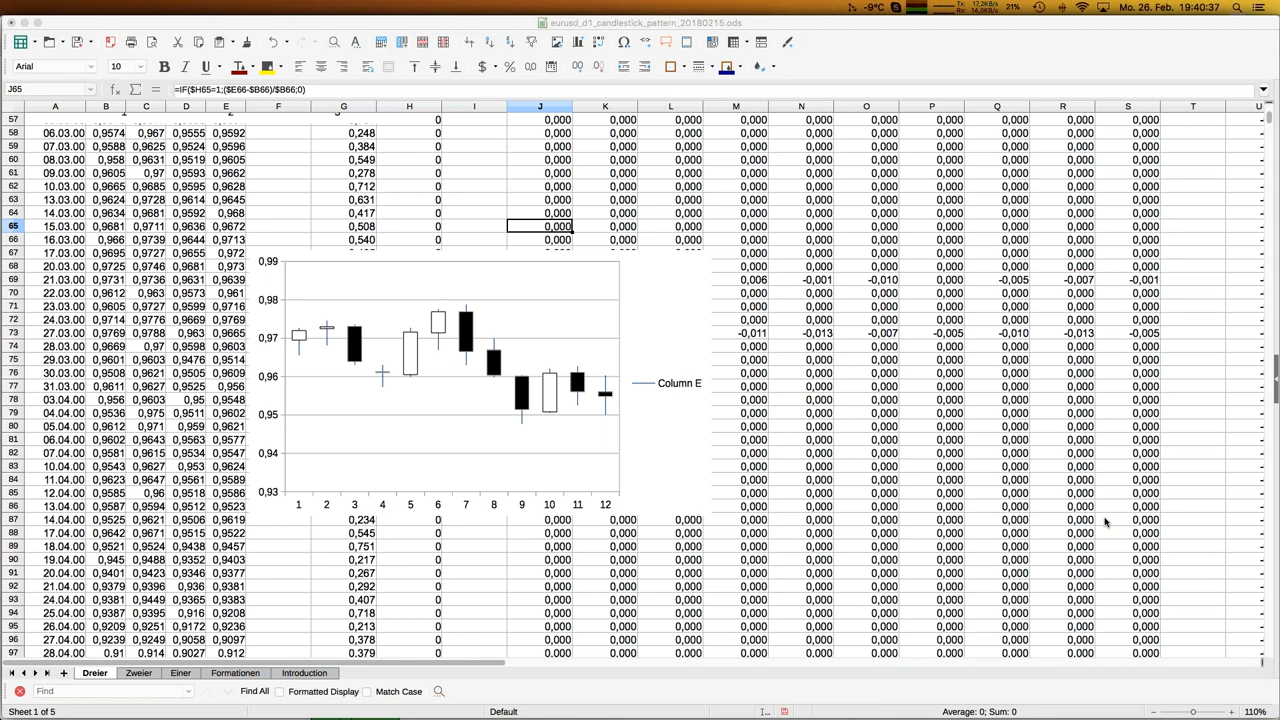 -9°C Tx: 17,2KB/s Rx: 14,0KB/s 21% Mo. 26. Feb. 19:40:37
eurusd_d1_candlestick_pattern_20180215.ods
Arial 10
J65 =IF($H65=1;($E66-$B66)/$B66;0)
A B C D E F G H I J K L M N O P Q R S T U
57 0 0,000 0,000 0,000 0,000 0,000 0,000 0,000 0,000 0,000 0,000
58 06.03.00 0,9574 0,967 0,9555 0,9592 0,248 0 0,000 0,000 0,000 0,000 0,000 0,000 0,000 0,000 0,000 0,000
59 07.03.00 0,9588 0,9625 0,9524 0,9596 0,384 0 0,000 0,000 0,000 0,000 0,000 0,000 0,000 0,000 0,000 0,000
60 08.03.00 0,958 0,9631 0,9519 0,9605 0,549 0 0,000 0,000 0,000 0,000 0,000 0,000 0,000 0,000 0,000 0,000
61 09.03.00 0,9605 0,97 0,9593 0,9662 0,278 0 0,000 0,000 0,000 0,000 0,000 0,000 0,000 0,000 0,000 0,000
62 10.03.00 0,9665 0,9685 0,9595 0,9628 0,712 0 0,000 0,000 0,000 0,000 0,000 0,000 0,000 0,000 0,000 0,000
63 13.03.00 0,9624 0,9728 0,9614 0,9645 0,631 0 0,000 0,000 0,000 0,000 0,000 0,000 0,000 0,000 0,000 0,000
64 14.03.00 0,9634 0,9681 0,9592 0,968 0,417 0 0,000 0,000 0,000 0,000 0,000 0,000 0,000 0,000 0,000 0,000
65 15.03.00 0,9681 0,9711 0,9636 0,9672 0,508 0 0,000 0,000 0,000 0,000 0,000 0,000 0,000 0,000 0,000 0,000
66 16.03.00 0,966 0,9739 0,9644 0,9713 0,540 0 0,000 0,000 0,000 0,000 0,000 0,000 0,000 0,000 0,000 0,000
67 17.03.00 0,9695 0,9727 0,9655 0,972 0,000 0,000 0,000 0,000 0,000 0,000 0,000
68 20.03.00 0,9725 0,9746 0,9681 0,973 0,000 0,000 0,000 0,000 0,000 0,000 0,000
69 21.03.00 0,9731 0,9736 0,9631 0,9639 0,006 -0,001 -0,010 0,000 -0,005 -0,007 -0,001
70 22.03.00 0,9612 0,963 0,9573 0,961 0,000 0,000 0,000 0,000 0,000 0,000 0,000
71 23.03.00 0,9605 0,9727 0,9599 0,9716 0,000 0,000 0,000 0,000 0,000 0,000 0,000
72 24.03.00 0,9714 0,9776 0,9669 0,9769 0,000 0,000 0,000 0,000 0,000 0,000 0,000
73 27.03.00 0,9769 0,9788 0,963 0,9665 -0,011 -0,013 -0,007 -0,005 -0,010 -0,013 -0,005
74 28.03.00 0,9669 0,97 0,9598 0,9603 0,000 0,000 0,000 0,000 0,000 0,000 0,000
75 29.03.00 0,9601 0,9603 0,9476 0,9514 0,000 0,000 0,000 0,000 0,000 0,000 0,000
76 30.03.00 0,9508 0,9621 0,9505 0,9609 0,000 0,000 0,000 0,000 0,000 0,000 0,000
77 31.03.00 0,9611 0,9627 0,9525 0,956 0,000 0,000 0,000 0,000 0,000 0,000 0,000
78 03.04.00 0,956 0,9603 0,95 0,9548 0,000 0,000 0,000 0,000 0,000 0,000 0,000
79 04.04.00 0,9536 0,975 0,9511 0,9602 0,000 0,000 0,000 0,000 0,000 0,000 0,000
80 05.04.00 0,9612 0,971 0,959 0,9621 0,000 0,000 0,000 0,000 0,000 0,000 0,000
81 06.04.00 0,9602 0,9643 0,9563 0,9577 0,000 0,000 0,000 0,000 0,000 0,000 0,000
82 07.04.00 0,9581 0,9615 0,9534 0,9547 0,000 0,000 0,000 0,000 0,000 0,000 0,000
83 10.04.00 0,9543 0,9627 0,953 0,9624 0,000 0,000 0,000 0,000 0,000 0,000 0,000
84 11.04.00 0,9623 0,9647 0,9561 0,9589 0,000 0,000 0,000 0,000 0,000 0,000 0,000
85 12.04.00 0,9585 0,96 0,9518 0,9586 0,000 0,000 0,000 0,000 0,000 0,000 0,000
86 13.04.00 0,9587 0,9594 0,9512 0,9523 0,000 0,000 0,000 0,000 0,000 0,000 0,000
0,99
0,98
0,97
0,96
0,95
0,94
0,93
1 2 3 4 5 6 7 8 9 10 11 12
Column E
87 14.04.00 0,9525 0,9621 0,9506 0,9619 0,234 0 0,000 0,000 0,000 0,000 0,000 0,000 0,000 0,000 0,000 0,000
88 17.04.00 0,9642 0,9671 0,9515 0,9522 0,545 0 0,000 0,000 0,000 0,000 0,000 0,000 0,000 0,000 0,000 0,000
89 18.04.00 0,9521 0,9524 0,9438 0,9457 0,751 0 0,000 0,000 0,000 0,000 0,000 0,000 0,000 0,000 0,000 0,000
90 19.04.00 0,945 0,9488 0,9352 0,9403 0,217 0 0,000 0,000 0,000 0,000 0,000 0,000 0,000 0,000 0,000 0,000
91 20.04.00 0,9401 0,9423 0,9346 0,9377 0,267 0 0,000 0,000 0,000 0,000 0,000 0,000 0,000 0,000 0,000 0,000
92 21.04.00 0,9379 0,9396 0,936 0,9381 0,292 0 0,000 0,000 0,000 0,000 0,000 0,000 0,000 0,000 0,000 0,000
93 24.04.00 0,938 0,9449 0,9365 0,9383 0,407 0 0,000 0,000 0,000 0,000 0,000 0,000 0,000 0,000 0,000 0,000
94 25.04.00 0,9387 0,9395 0,916 0,9208 0,718 0 0,000 0,000 0,000 0,000 0,000 0,000 0,000 0,000 0,000 0,000
95 26.04.00 0,9209 0,9251 0,9172 0,9236 0,213 0 0,000 0,000 0,000 0,000 0,000 0,000 0,000 0,000 0,000 0,000
96 27.04.00 0,9239 0,9249 0,9058 0,9097 0,378 0 0,000 0,000 0,000 0,000 0,000 0,000 0,000 0,000 0,000 0,000
97 28.04.00 0,91 0,914 0,9027 0,912 0,379 0 0,000 0,000 0,000 0,000 0,000 0,000 0,000 0,000 0,000 0,000
Dreier Zweier Einer Formationen Introduction
Find Find All Formatted Display Match Case
Sheet 1 of 5 Default Average: 0; Sum: 0 110%